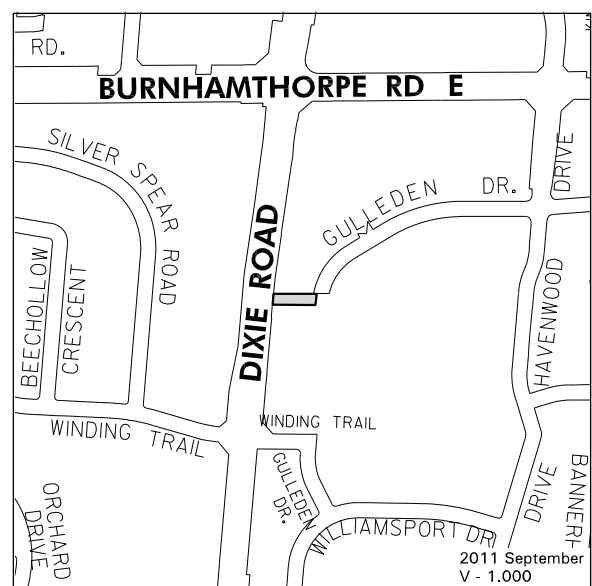 RD.
BURNHAMTHORPE RD E
SILVER SPEAR ROAD
GULLEDEN DR.
DRIVE
DIXIE ROAD
BEECHOLLOW
CRESCENT
HAVENWOOD
WINDING TRAIL
WINDING TRAIL
GULLEDEN
DR.
WILLIAMSPORT DR
DRIVE
BANNERF
ORCHARD
DRIVE
2011 September
V - 1.000